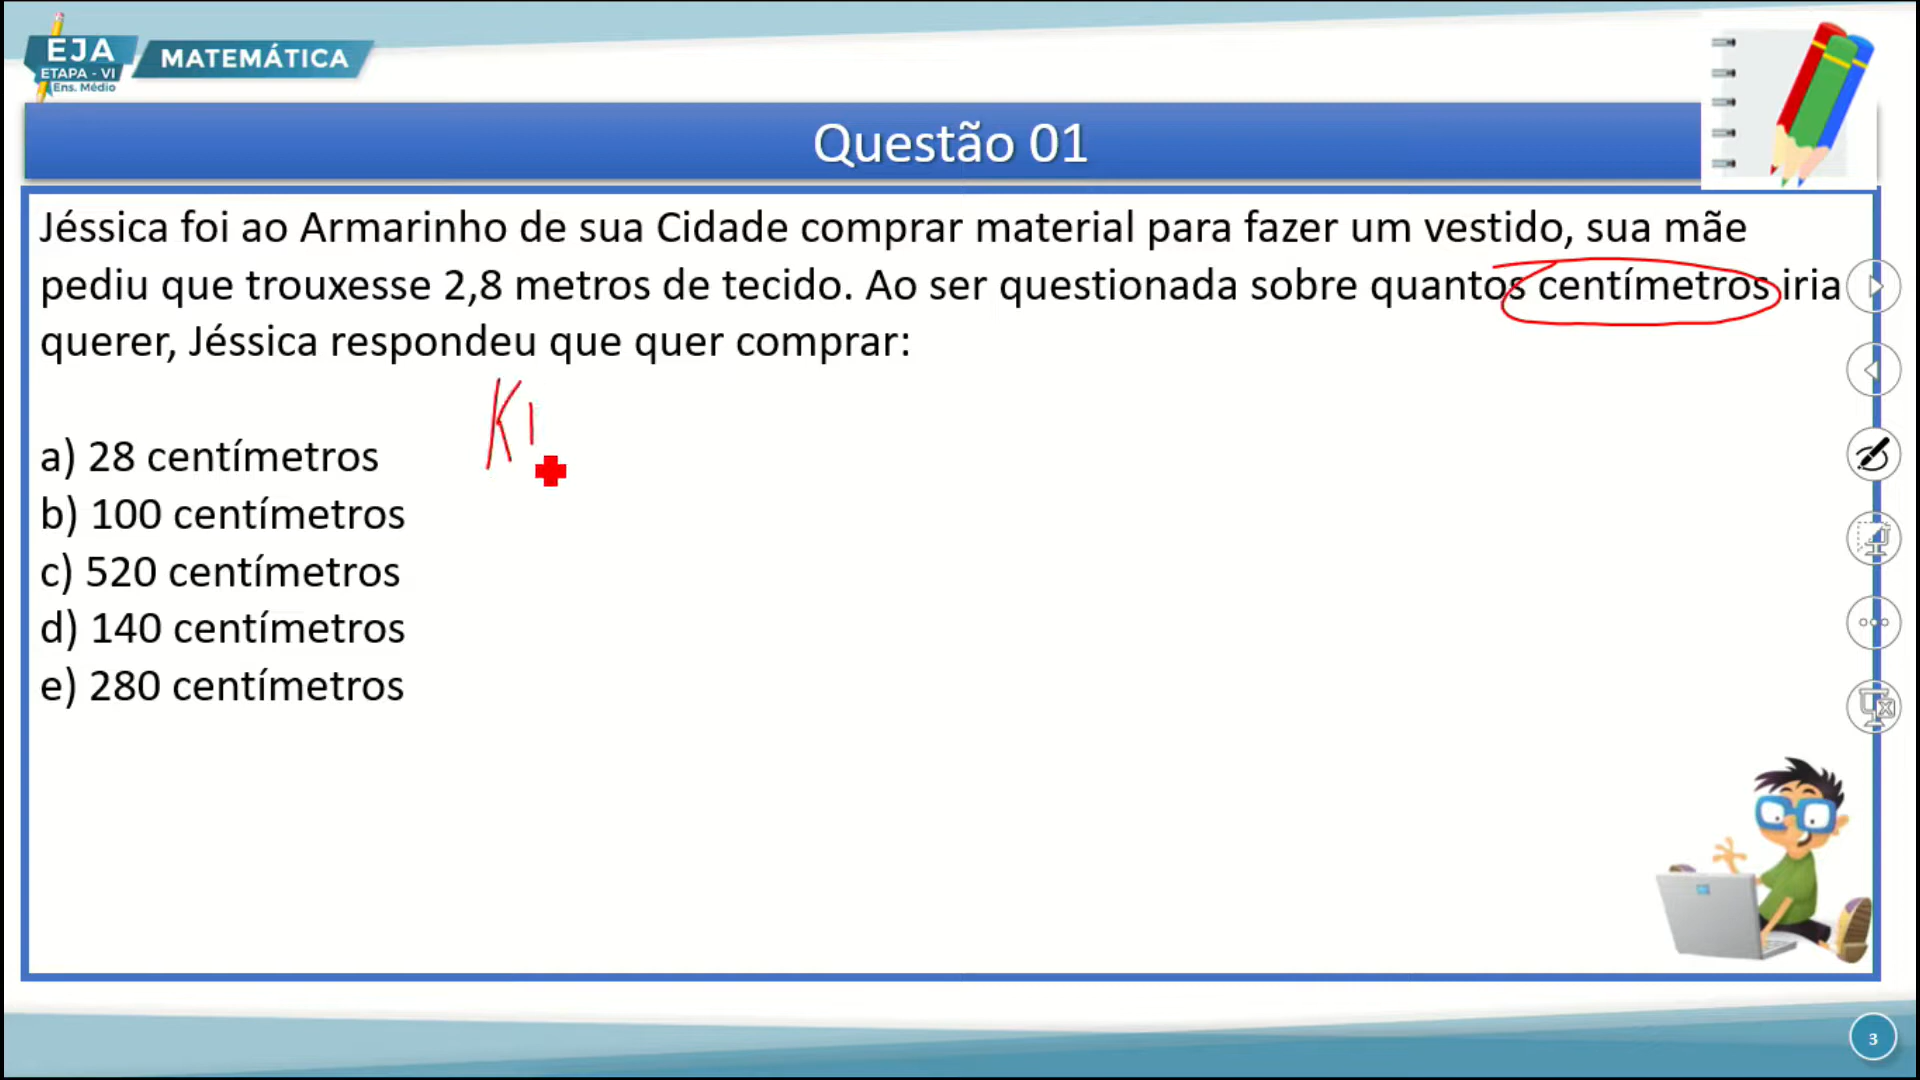 EJA
ETAPA - VI
Ens. Médio
MATEMÁTICA
Questão 01
Jéssica foi ao Armarinho de sua Cidade comprar material para fazer um vestido, sua mãe
pediu que trouxesse 2,8 metros de tecido. Ao ser questionada sobre quantos centímetros iria
querer, Jéssica respondeu que quer comprar:
K
a) 28 centímetros
b) 100 centímetros
c) 520 centímetros
d) 140 centímetros
e) 280 centímetros
3